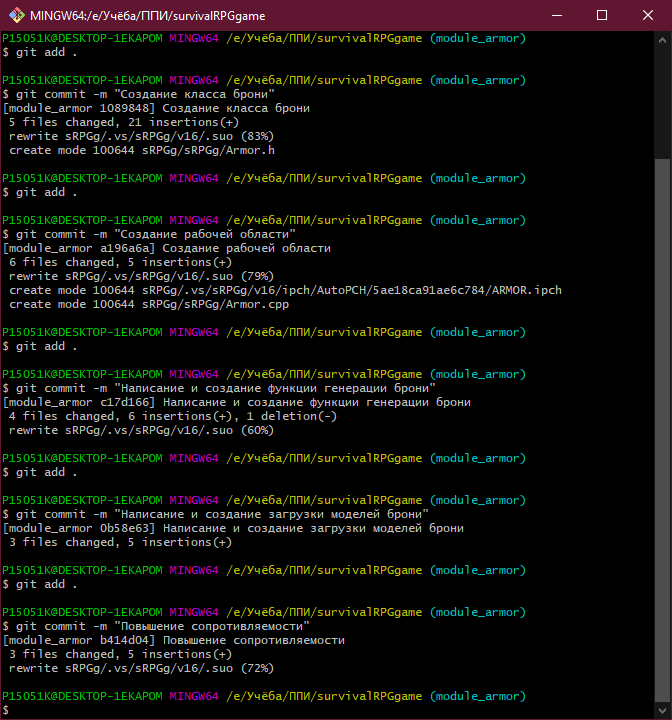 MINGW64:/e/Учёба/ППИ/survivalRPGgame
P15051K@DESKTOP-1EKAPOM MINGW64 /e/Учёба/ППИ/survivalRPGgame (module_armor)
$ git add .
P15051K@DESKTOP-1EKAPOM MINGW64 /e/Учёба/ППИ/survivalRPGgame (module_armor)
$ git commit -m "Создание класса брони"
[module_armor 1089848] Создание класса брони
5 files changed, 21 insertions(+)
rewrite sRPGg/.vs/sRPGg/v16/.suo (83%)
create mode 100644 sRPGg/sRPGg/Armor.h
P15051K@DESKTOP-1EKAPOM MINGW64 /e/Учёба/ППИ/survivalRPGgame (module_armor)
$ git add .
P15051K@DESKTOP-1EKAPOM MINGW64 /e/Учёба/ППИ/survivalRPGgame (module_armor)
$ git commit -m "Создание рабочей области"
[module_armor a196a6a] Создание рабочей области
6 files changed, 5 insertions(+)
rewrite sRPGg/.vs/sRPGg/v16/.suo (79%)
create mode 100644 sRPGg/.vs/sRPGg/v16/ipch/AutoPCH/5ae18ca91ae6c784/ARMOR.ipch
create mode 100644 sRPGg/sRPGg/Armor.cpp
P15051K@DESKTOP-1EKAPOM MINGW64 /e/Учёба/ППИ/survivalRPGgame (module_armor)
$ git add .
P15051K@DESKTOP-1EKAPOM MINGW64 /e/Учёба/ППИ/survivalRPGgame (module_armor)
$ git commit -m "Написание и создание функции генерации брони"
[module_armor c17d166] Написание и создание функции генерации брони
4 files changed, 6 insertions(+), 1 deletion(-)
rewrite sRPGg/.vs/sRPGg/v16/.suo (60%)
P15051K@DESKTOP-1EKAPOM MINGW64 /e/Учёба/ППИ/survivalRPGgame (module_armor)
$ git add .
P15051K@DESKTOP-1EKAPOM MINGW64 /e/Учёба/ППИ/survivalRPGgame (module_armor)
$ git commit -m "Написание и создание загрузки моделей брони"
[module_armor 0b58e63] Написание и создание загрузки моделей брони
3 files changed, 5 insertions(+)
P15051K@DESKTOP-1EKAPOM MINGW64 /e/Учёба/ППИ/survivalRPGgame (module_armor)
$ git add .
P15051K@DESKTOP-1EKAPOM MINGW64 /e/Учёба/ППИ/survivalRPGgame (module_armor)
$ git commit -m "Повышение сопротивляемости"
[module_armor b414d04] Повышение сопротивляемости
3 files changed, 5 insertions(+)
rewrite sRPGg/.vs/sRPGg/v16/.suo (72%)
P15051K@DESKTOP-1EKAPOM MINGW64 /e/Учёба/ППИ/survivalRPGgame (module_armor)
$